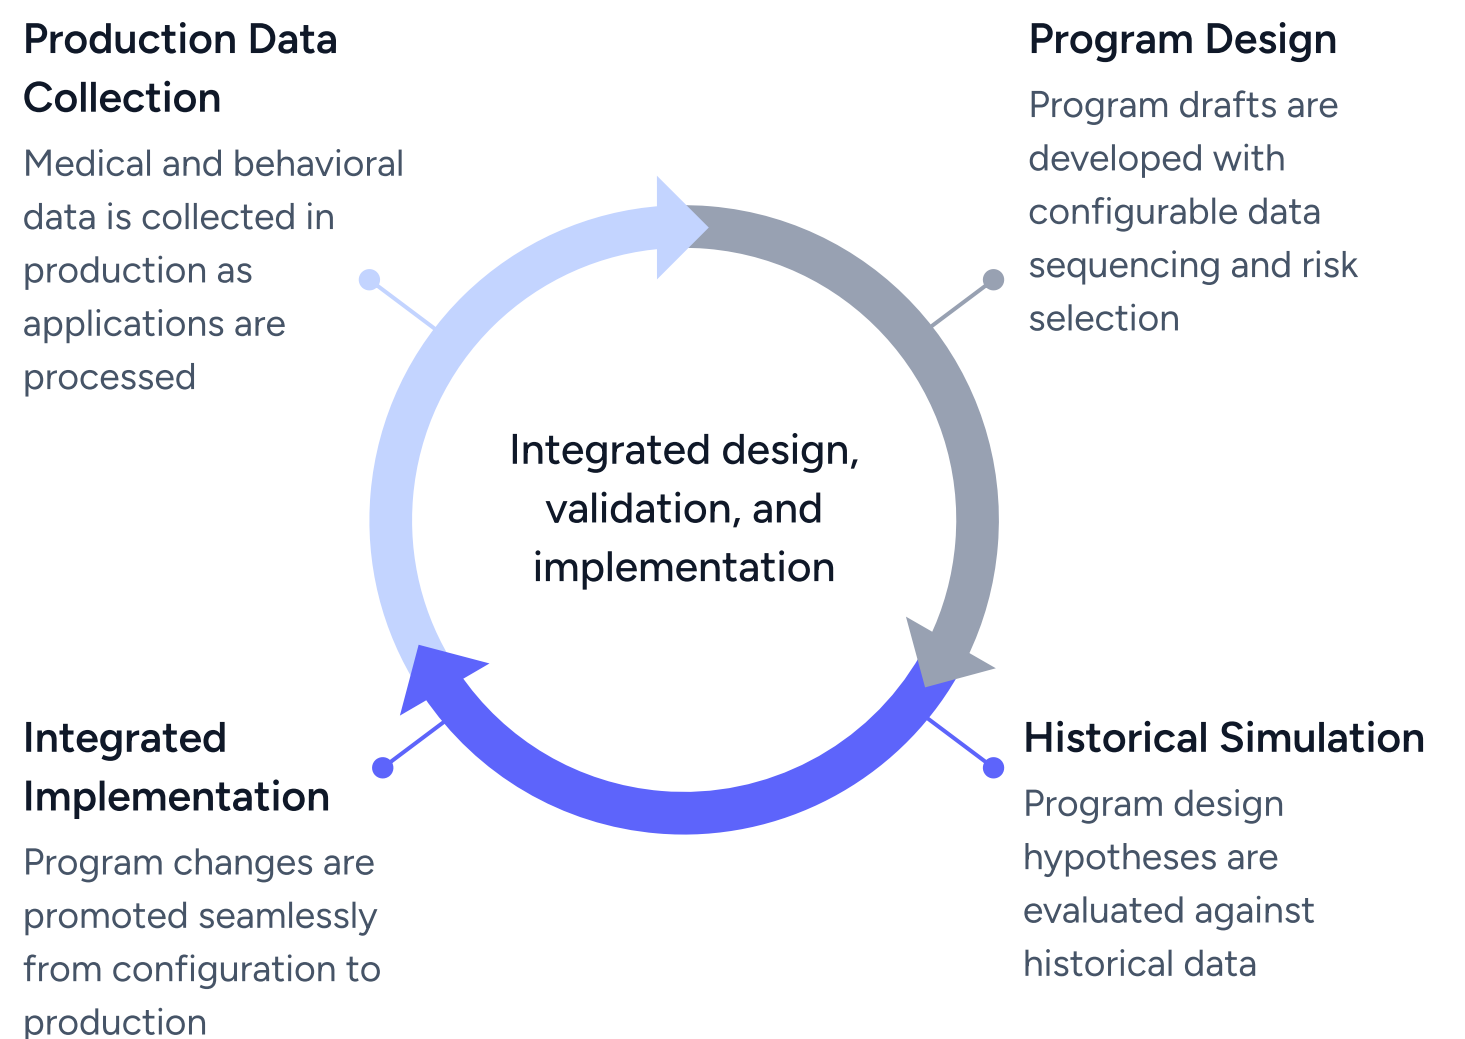 Production Data
Collection
Medical and behavioral
data is collected in
production as
applications are
processed
Program Design
Program drafts are
developed with
configurable data
sequencing and risk
selection
Integrated design,
validation, and
implementation
Integrated
Implementation
Program changes are
promoted seamlessly
from configuration to
production
Historical Simulation
Program design
hypotheses are
evaluated against
historical data